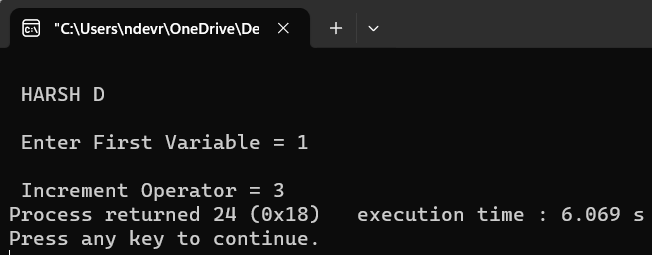 "C:\Users\ndevr\OneDrive\De
HARSH D
Enter First Variable = 1
Increment Operator = 3
Process returned 24 (0x18)   execution time : 6.069 s
Press any key to continue.